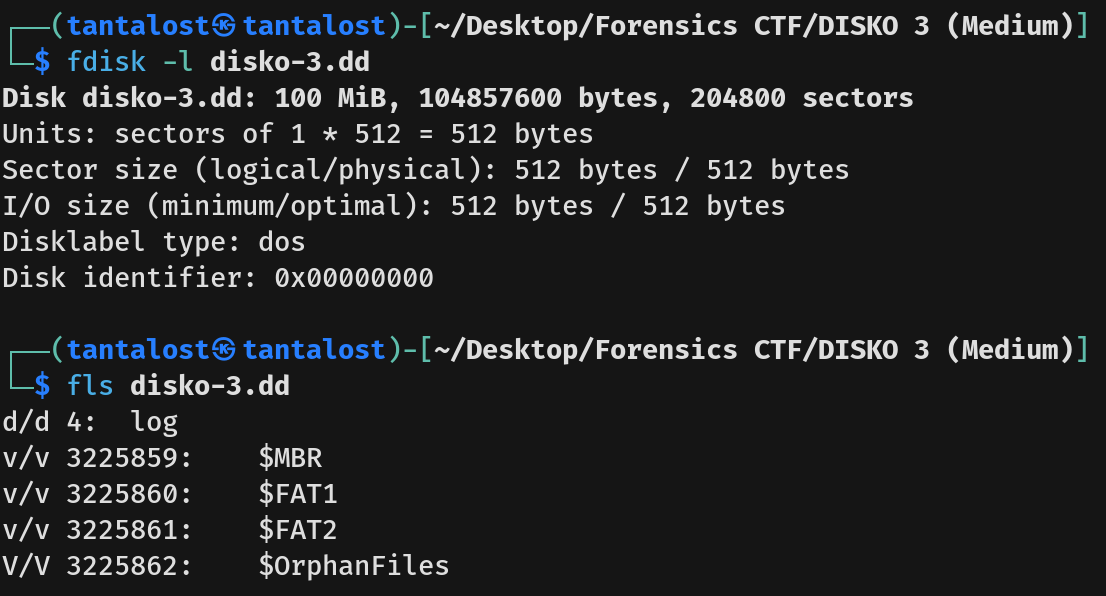 ┌──(tantalost㉿tantalost)-[~/Desktop/Forensics CTF/DISKO 3 (Medium)]
└─$ fdisk -l disko-3.dd
Disk disko-3.dd: 100 MiB, 104857600 bytes, 204800 sectors
Units: sectors of 1 * 512 = 512 bytes
Sector size (logical/physical): 512 bytes / 512 bytes
I/O size (minimum/optimal): 512 bytes / 512 bytes
Disklabel type: dos
Disk identifier: 0x00000000
┌──(tantalost㉿tantalost)-[~/Desktop/Forensics CTF/DISKO 3 (Medium)]
└─$ fls disko-3.dd
d/d 4:  log
v/v 3225859:    $MBR
v/v 3225860:    $FAT1
v/v 3225861:    $FAT2
V/V 3225862:    $OrphanFiles